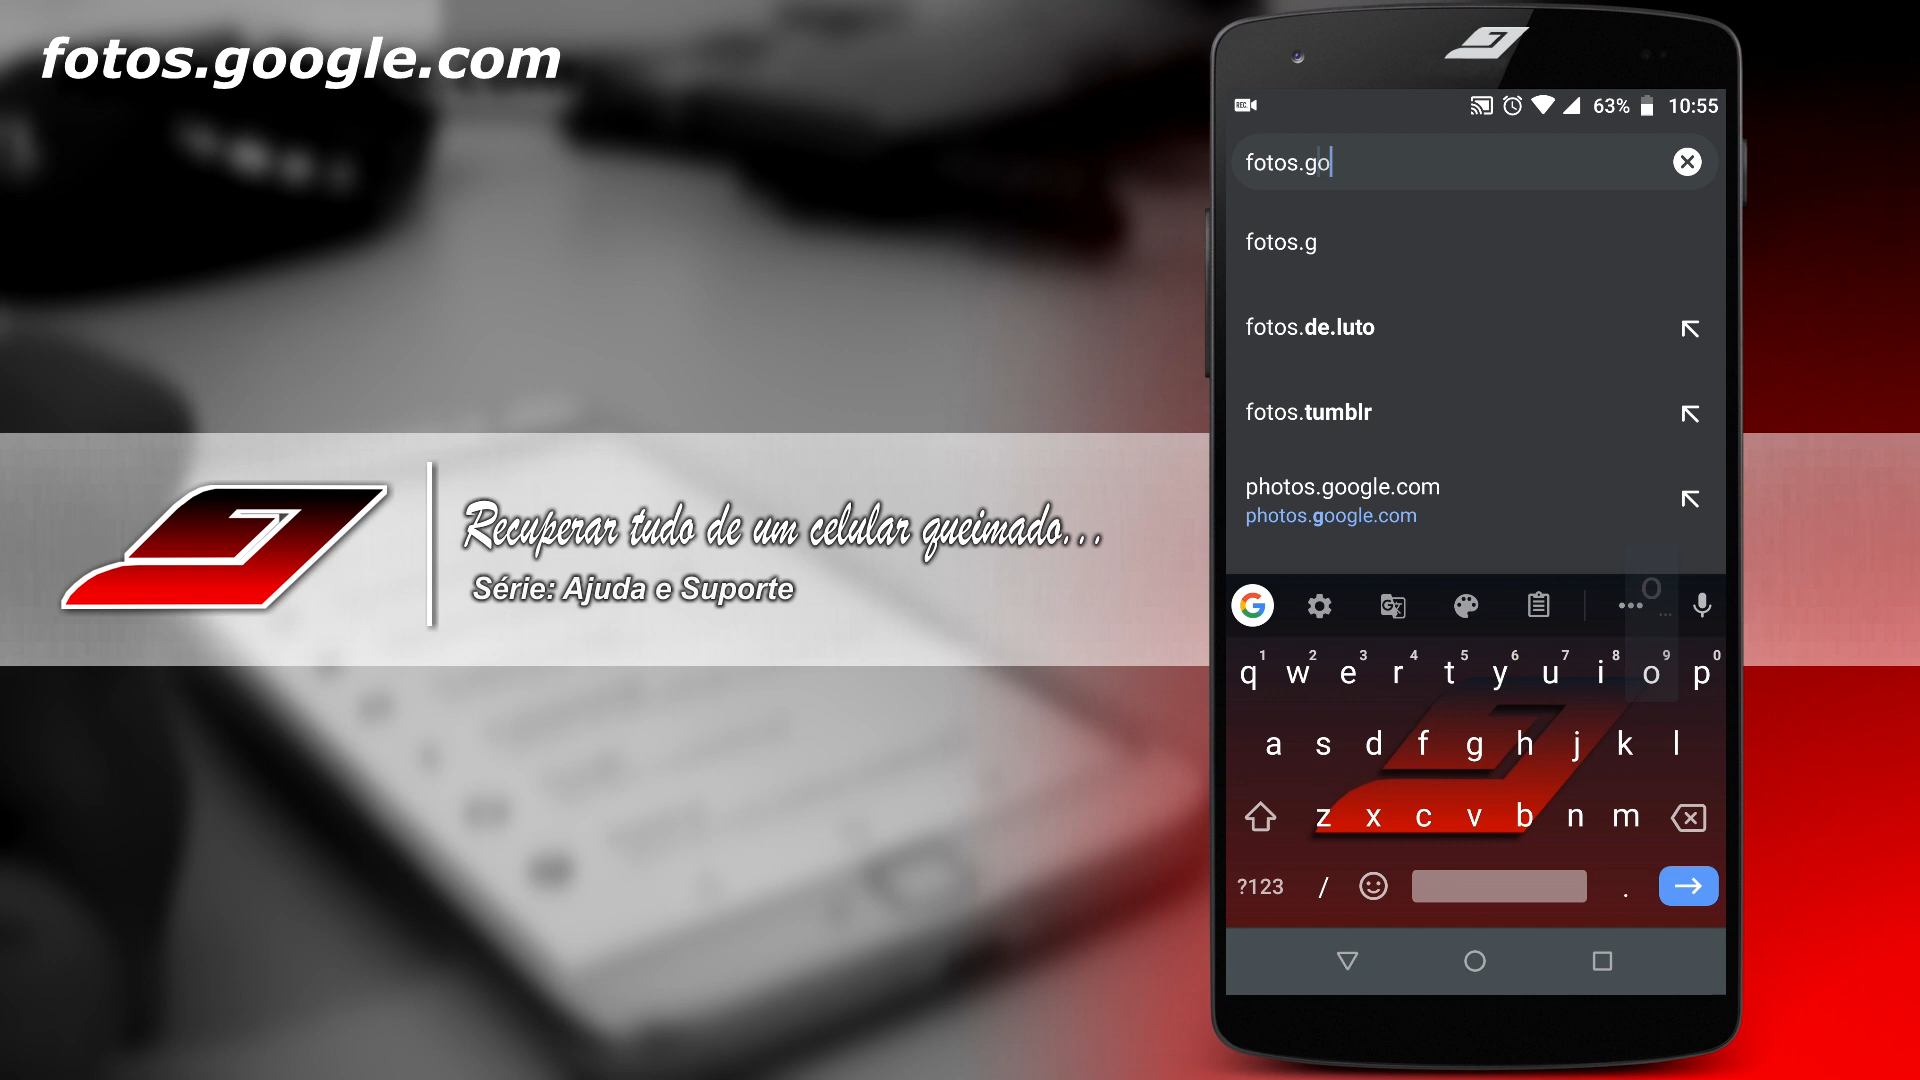 fotos.google.com
Recuperar tudo de um celular queimado...
Série: Ajuda e Suporte
REC
63%
10:55
fotos.go
fotos.g
fotos.de.luto
fotos.tumblr
photos.google.com
photos.google.com
G
o
...
1 2 3 4 5 6 7 8 9 0
q w e r t y u i o p
a s d f g h j k l
z x c v b n m
?123 / .